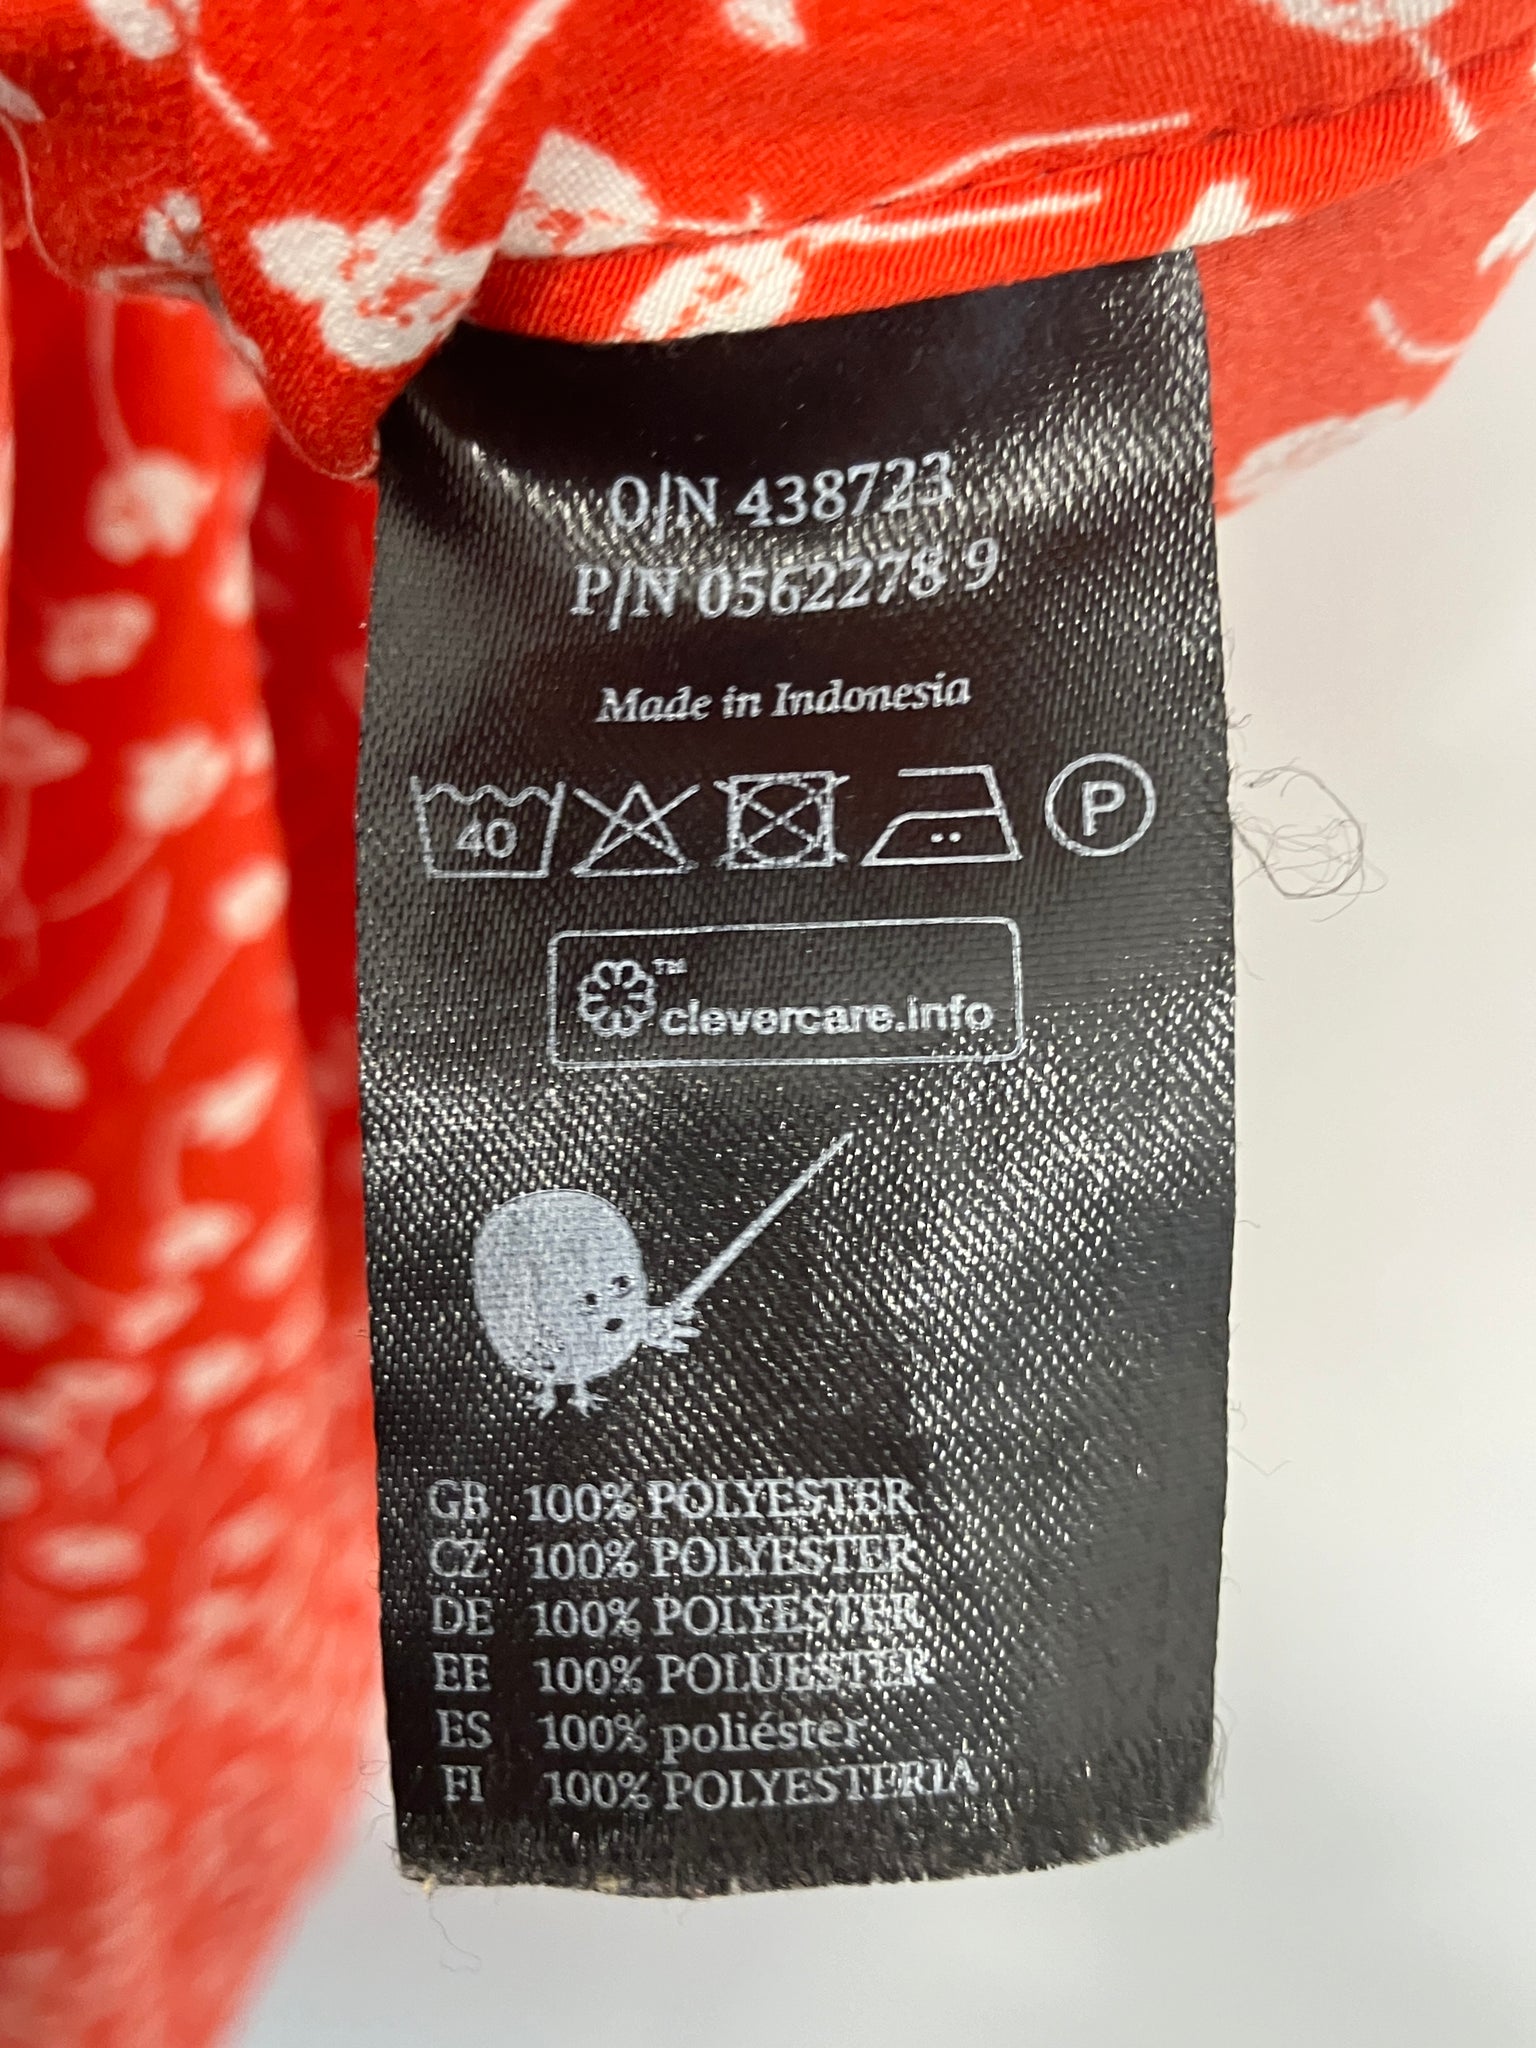 O/N 438723
P/N 0562278 9
Made in Indonesia
40 P
™ clevercare.info
GB 100% POLYESTER
CZ 100% POLYESTER
DE 100% POLYESTER
EE 100% POLUESTER
ES 100% poliéster
FI 100% POLYESTERIA